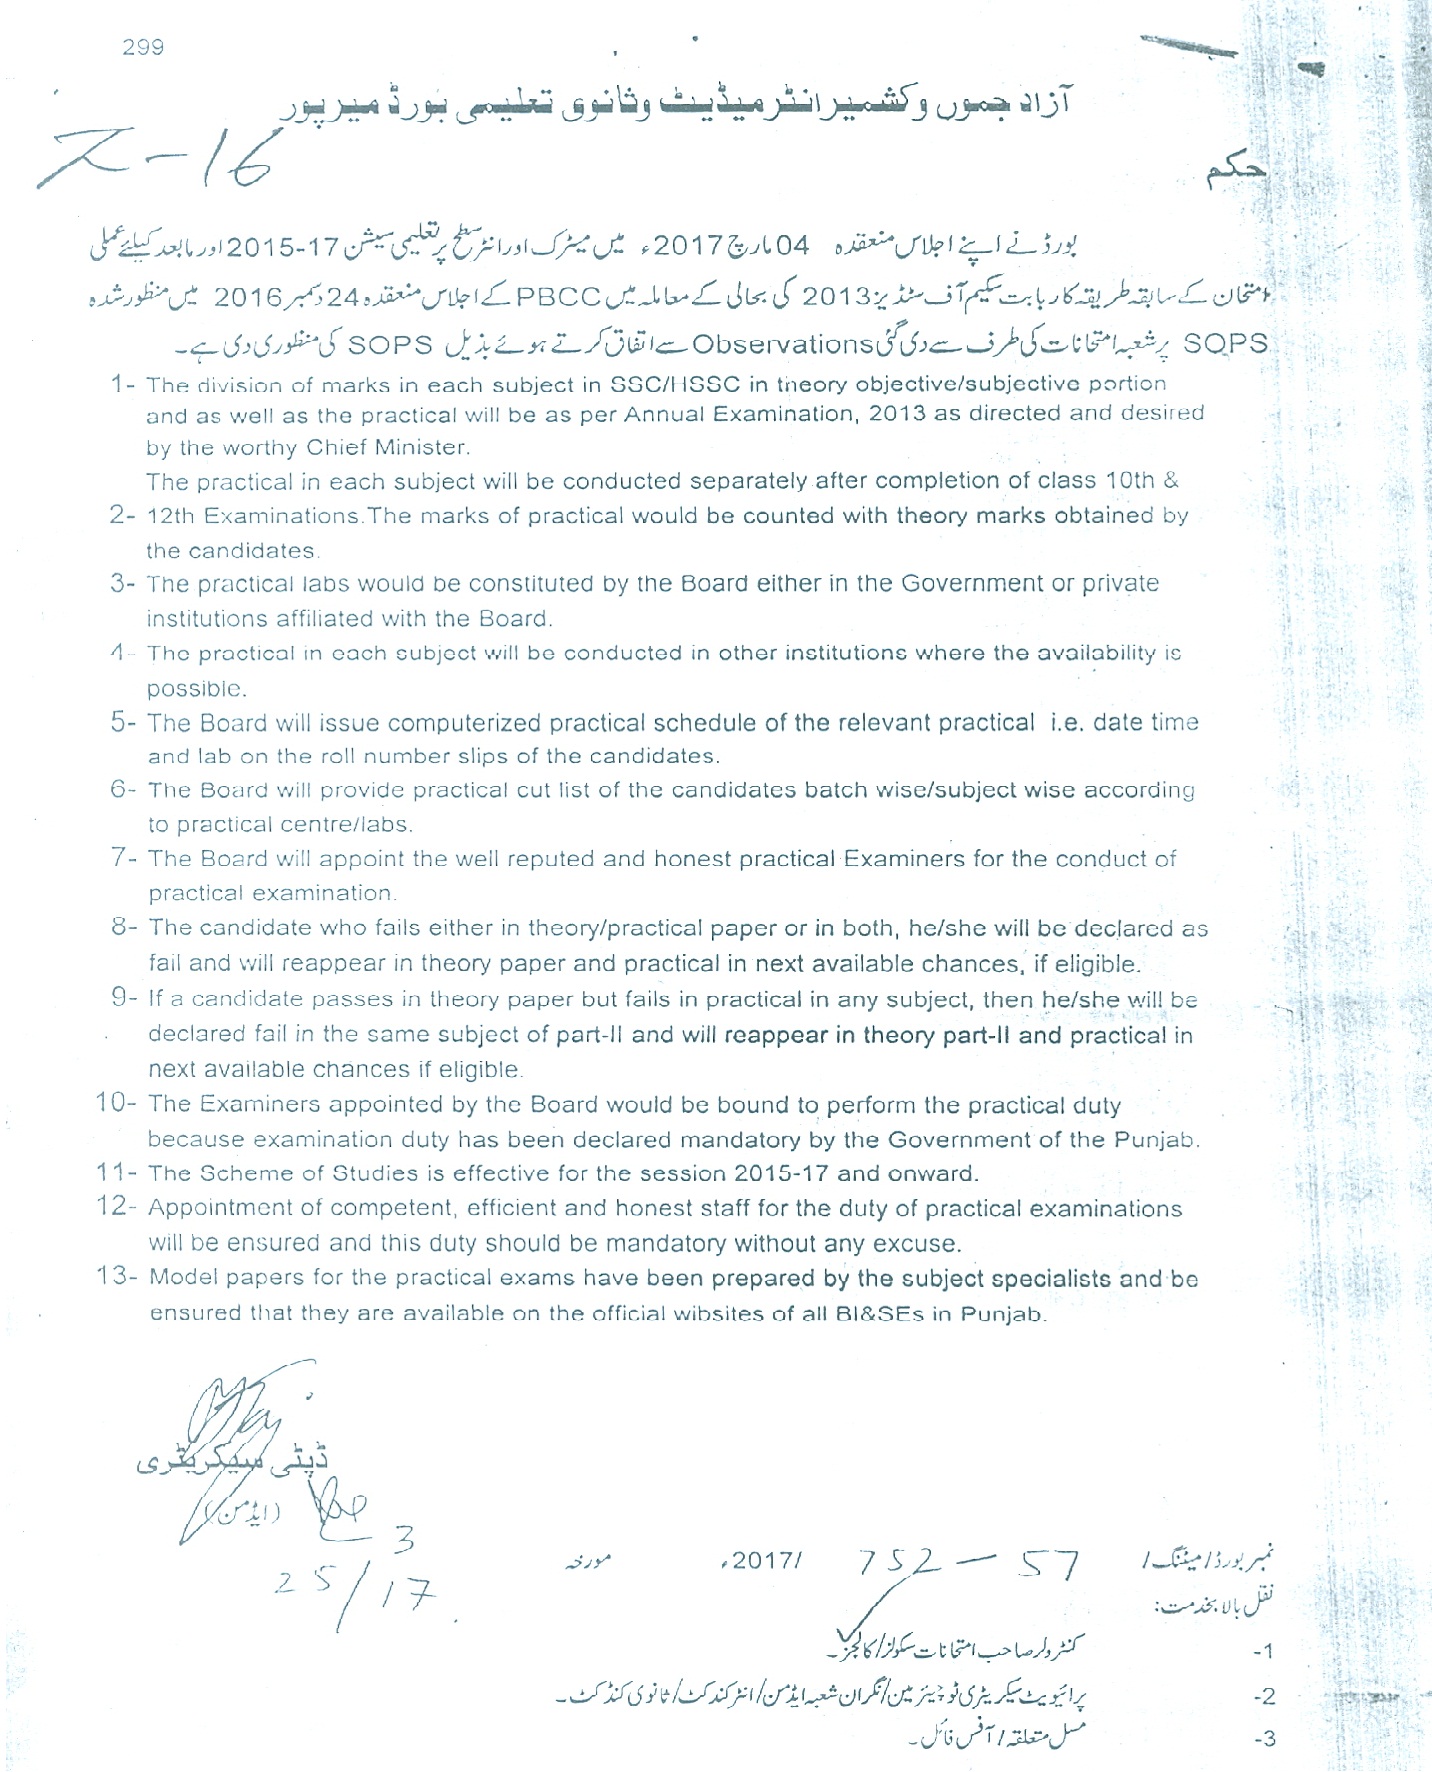 299
آزاد جموں و کشمیر انٹرمیڈیٹ و ثانوی تعلیمی بورڈ میرپور
Z-16
حکم
بورڈ نے اپنے اجلاس منعقدہ 04 مارچ 2017ء میں میٹرک اور انٹر سطح پر تعلیمی سیشن 17-2015 اور مابعد کیلئے عملی
امتحان کے سابقہ طریقہ کار بابت سکیم آف سٹڈیز 2013 کی بحالی کے معاملہ میں PBCC کے اجلاس منعقدہ 24 دسمبر 2016 میں منظور شدہ
SOPS پر شعبہ امتحانات کی طرف سے دی گئی Observations سے اتفاق کرتے ہوئے بذیل SOPS کی منظوری دی ہے۔
1- The division of marks in each subject in SSC/HSSC in theory objective/subjective portion
and as well as the practical will be as per Annual Examination, 2013 as directed and desired
by the worthy Chief Minister.
The practical in each subject will be conducted separately after completion of class 10th &
2- 12th Examinations.The marks of practical would be counted with theory marks obtained by
the candidates.
3- The practical labs would be constituted by the Board either in the Government or private
institutions affiliated with the Board.
4- The practical in each subject will be conducted in other institutions where the availability is
possible.
5- The Board will issue computerized practical schedule of the relevant practical i.e. date time
and lab on the roll number slips of the candidates.
6- The Board will provide practical cut list of the candidates batch wise/subject wise according
to practical centre/labs.
7- The Board will appoint the well reputed and honest practical Examiners for the conduct of
practical examination.
8- The candidate who fails either in theory/practical paper or in both, he/she will be declared as
fail and will reappear in theory paper and practical in next available chances, if eligible.
9- If a candidate passes in theory paper but fails in practical in any subject, then he/she will be
declared fail in the same subject of part-II and will reappear in theory part-II and practical in
next available chances if eligible.
10- The Examiners appointed by the Board would be bound to perform the practical duty
because examination duty has been declared mandatory by the Government of the Punjab.
11- The Scheme of Studies is effective for the session 2015-17 and onward.
12- Appointment of competent, efficient and honest staff for the duty of practical examinations
will be ensured and this duty should be mandatory without any excuse.
13- Model papers for the practical exams have been prepared by the subject specialists and be
ensured that they are available on the official wibsites of all BI&SEs in Punjab.
ڈپٹی سیکریٹری
(ایڈمن)
25/3/17
نمبر بورڈ/میٹنگ/ 752-57 /2017ء مورخہ
نقل بالا بخدمت:
1- کنٹرولر صاحب امتحانات سکولز/کالجز۔
2- پرائیویٹ سیکریٹری ٹو چیئرمین/نگران شعبہ ایڈمن/انٹر کنڈکٹ/ثانوی کنڈکٹ۔
3- مسل متعلقہ/آفس فائل۔